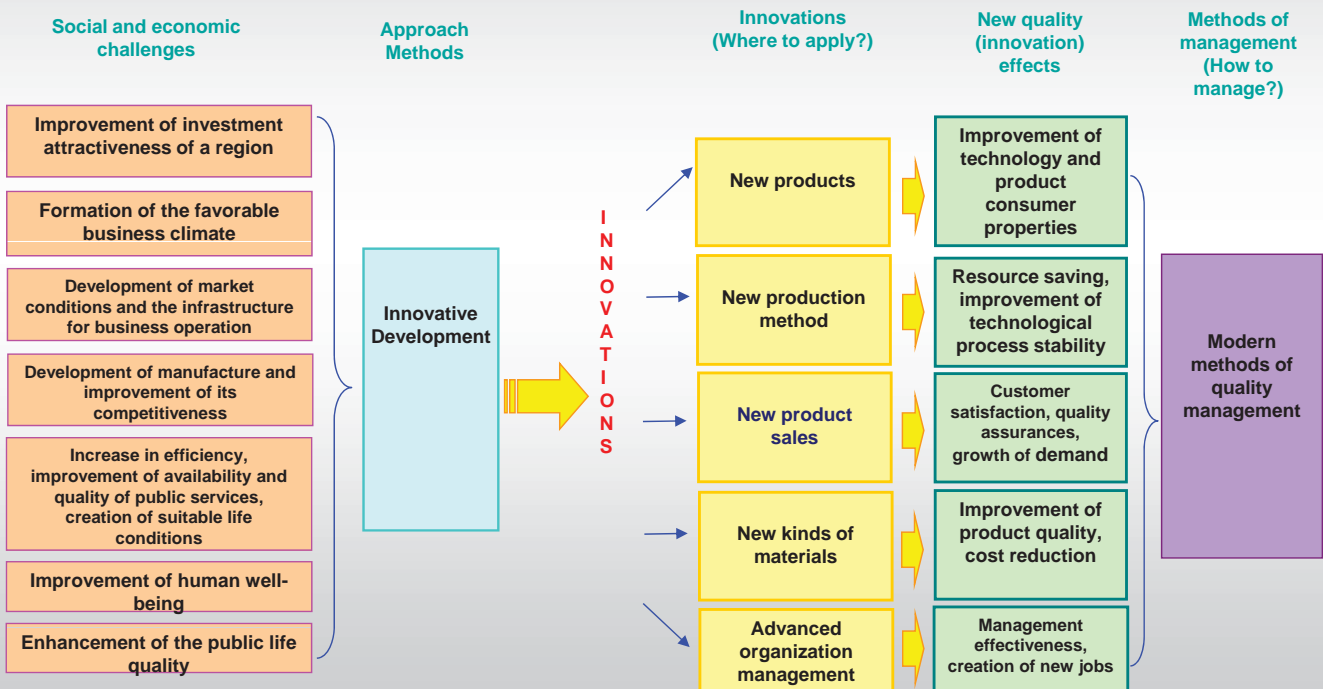 Social and economic
challenges
Approach
Methods
Innovations
(Where to apply?)
New quality
(innovation)
effects
Methods of
management
(How to
manage?)
Improvement of investment
attractiveness of a region
Formation of the favorable
business climate
Development of market
conditions and the infrastructure
for business operation
Development of manufacture and
improvement of its
competitiveness
Increase in efficiency,
improvement of availability and
quality of public services,
creation of suitable life
conditions
Improvement of human well-
being
Enhancement of the public life
quality
Innovative
Development
INNOVATIONS
New products
New production
method
New product
sales
New kinds of
materials
Advanced
organization
management
Improvement of
technology and
product
consumer
properties
Resource saving,
improvement of
technological
process stability
Customer
satisfaction, quality
assurances,
growth of demand
Improvement of
product quality,
cost reduction
Management
effectiveness,
creation of new jobs
Modern
methods of
quality
management